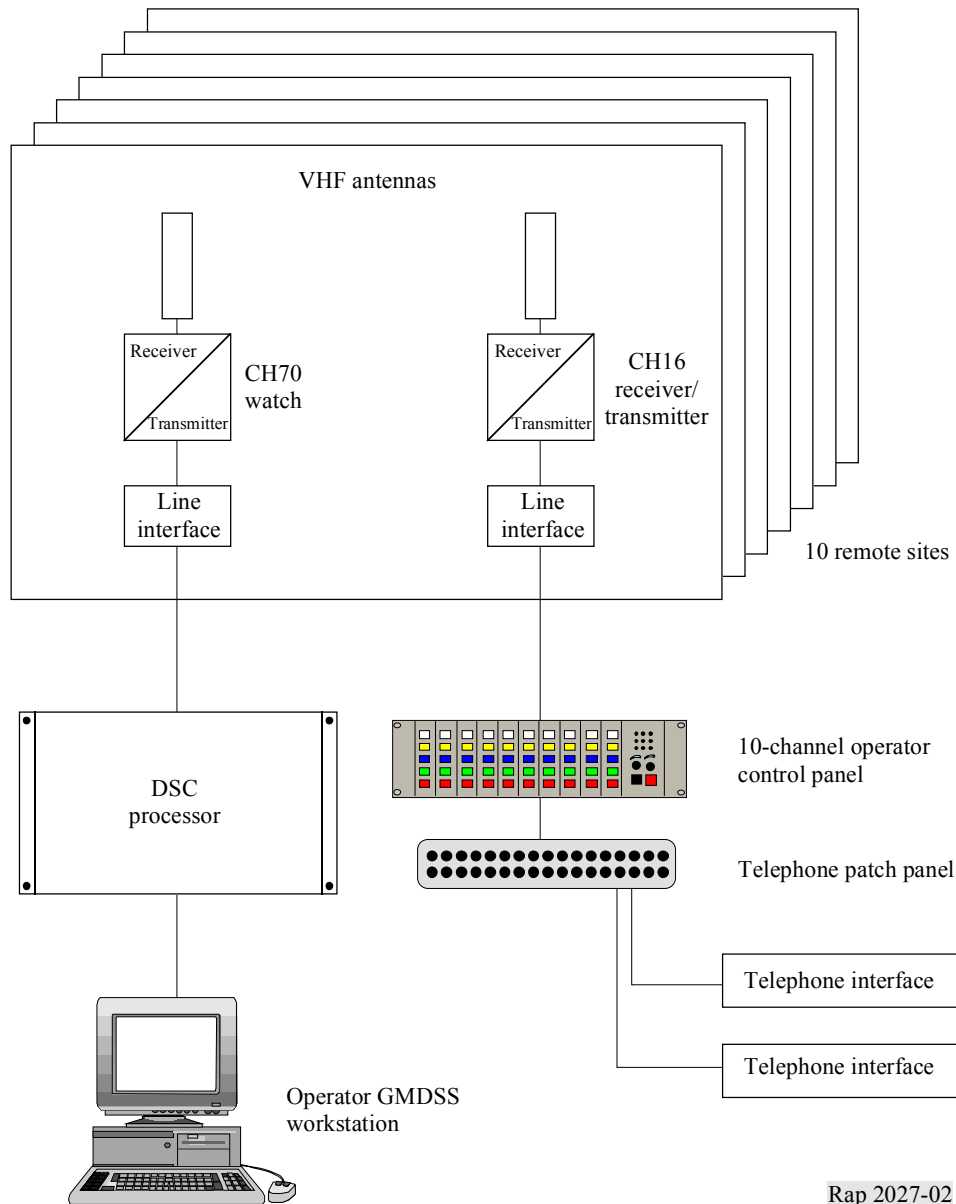 VHF antennas
Receiver
Transmitter
CH70
watch
Receiver
Transmitter
CH16
receiver/
transmitter
Line
interface
Line
interface
10 remote sites
DSC
processor
10-channel operator
control panel
Telephone patch panel
Telephone interface
Telephone interface
Operator GMDSS
workstation
Rap 2027-02